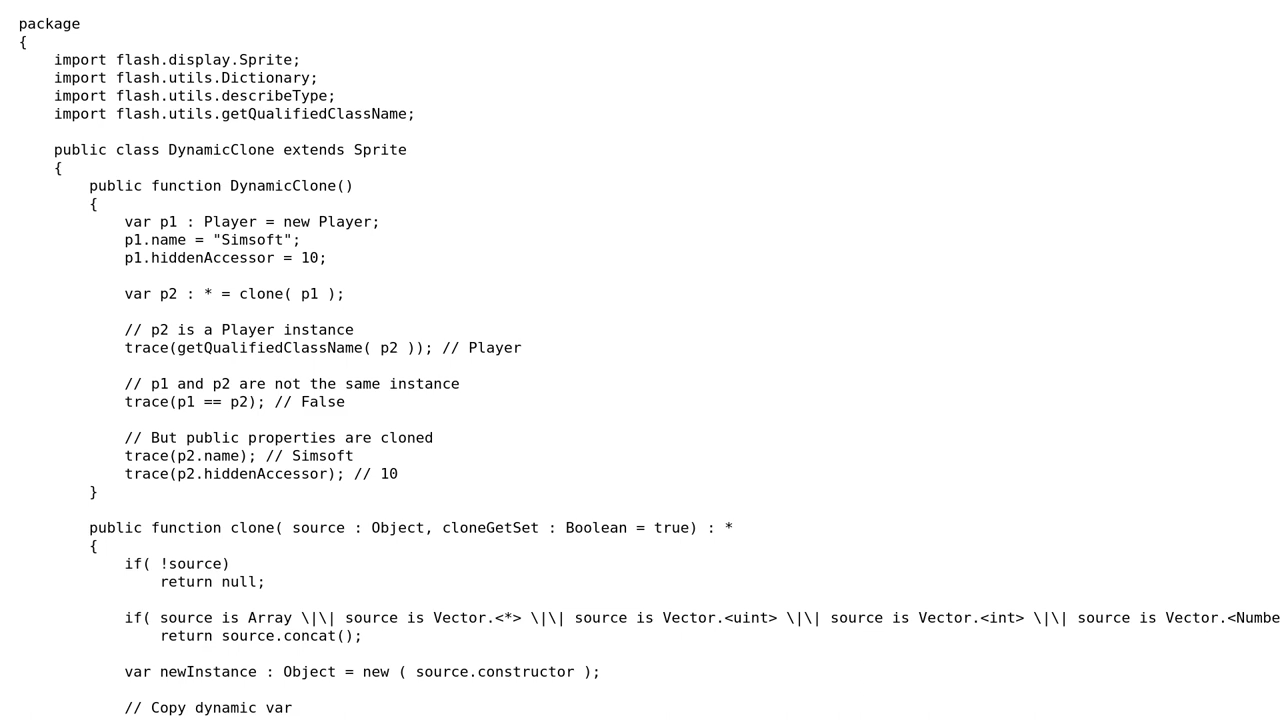 package
{
    import flash.display.Sprite;
    import flash.utils.Dictionary;
    import flash.utils.describeType;
    import flash.utils.getQualifiedClassName;

    public class DynamicClone extends Sprite
    {
        public function DynamicClone()
        {
            var p1 : Player = new Player;
            p1.name = "Simsoft";
            p1.hiddenAccessor = 10;

            var p2 : * = clone( p1 );

            // p2 is a Player instance
            trace(getQualifiedClassName( p2 )); // Player

            // p1 and p2 are not the same instance
            trace(p1 == p2); // False

            // But public properties are cloned
            trace(p2.name); // Simsoft
            trace(p2.hiddenAccessor); // 10
        }

        public function clone( source : Object, cloneGetSet : Boolean = true) : *
        {
            if( !source)
                return null;

            if( source is Array \|\| source is Vector.<*> \|\| source is Vector.<uint> \|\| source is Vector.<int> \|\| source is Vector.<Numbe
                return source.concat();

            var newInstance : Object = new ( source.constructor );

            // Copy dynamic var